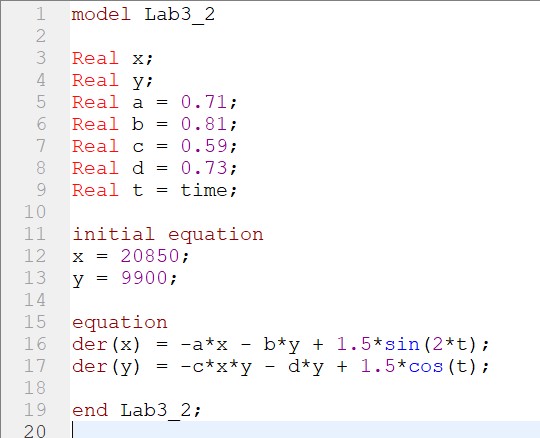 1 model Lab3_2
2
3 Real x;
4 Real y;
5 Real a = 0.71;
6 Real b = 0.81;
7 Real c = 0.59;
8 Real d = 0.73;
9 Real t = time;
10
11 initial equation
12 x = 20850;
13 y = 9900;
14
15 equation
16 der(x) = -a*x - b*y + 1.5*sin(2*t);
17 der(y) = -c*x*y - d*y + 1.5*cos(t);
18
19 end Lab3_2;
20